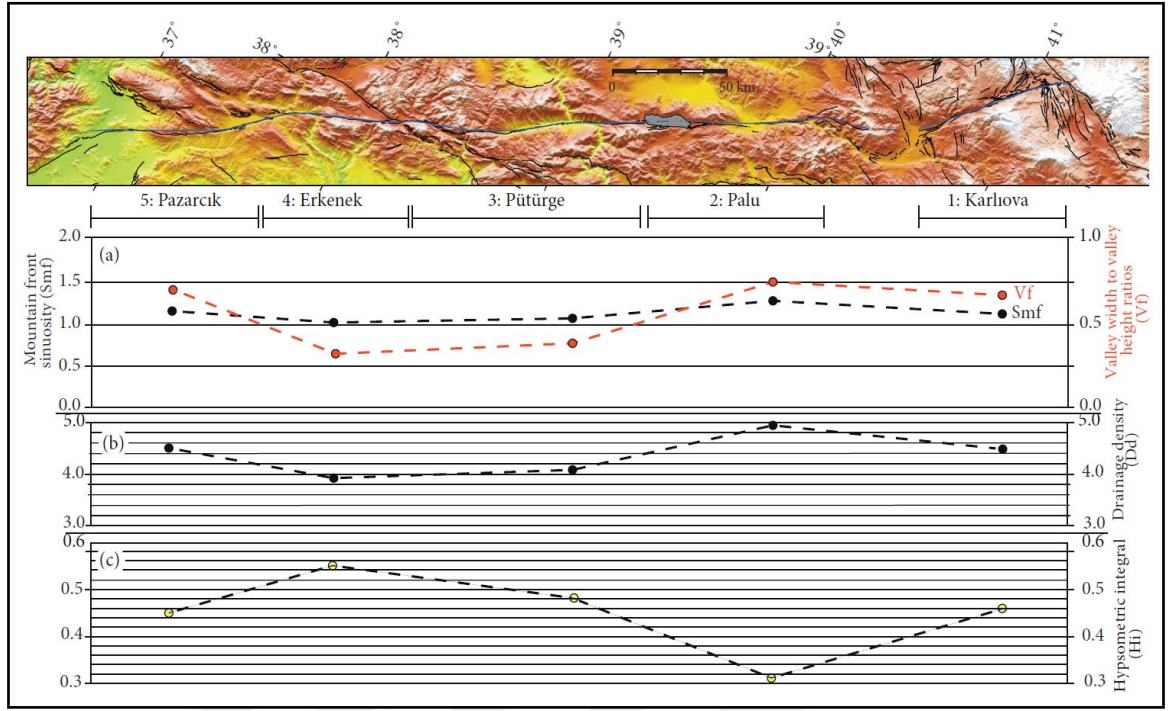 37°
38°
38°
39°
39°
40°
41°
0 50 km
5: Pazarcık
4: Erkenek
3: Pütürge
2: Palu
1: Karlıova
(a)
Mountain front
sinuosity (Smf)
2.0
1.5
1.0
0.5
0.0
Vf
Smf
1.0
0.5
0.0
Valley width to valley
height ratios
(Vf)
(b)
5.0
4.0
3.0
5.0
4.0
3.0
Drainage density
(Dd)
(c)
0.6
0.5
0.4
0.3
0.6
0.5
0.4
0.3
Hypsometric integral
(Hi)